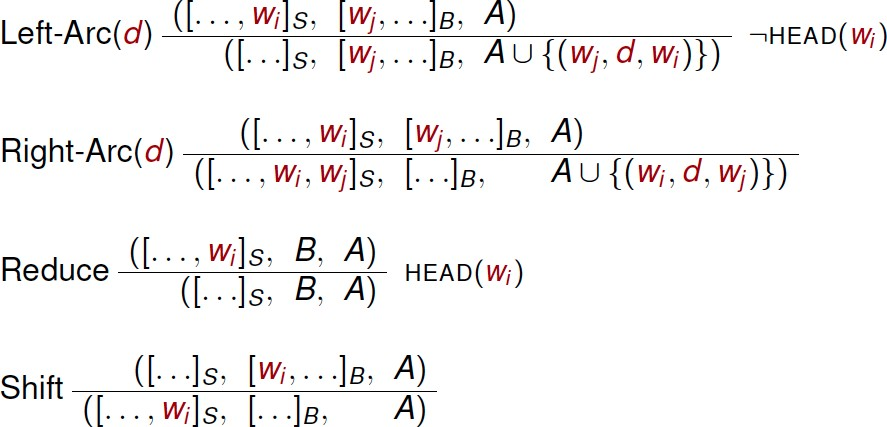 Left-Arc(d) ([. . . , wᵢ]S, [wⱼ, . . .]B, A)
([. . .]S, [wⱼ, . . .]B, A ∪ {(wⱼ, d, wᵢ)}) ¬HEAD(wᵢ)
Right-Arc(d) ([. . . , wᵢ]S, [wⱼ, . . .]B, A)
([. . . , wᵢ, wⱼ]S, [. . .]B, A ∪ {(wᵢ, d, wⱼ)})
Reduce ([. . . , wᵢ]S, B, A)
([. . .]S, B, A) HEAD(wᵢ)
Shift ([. . .]S, [wᵢ, . . .]B, A)
([. . . , wᵢ]S, [. . .]B, A)